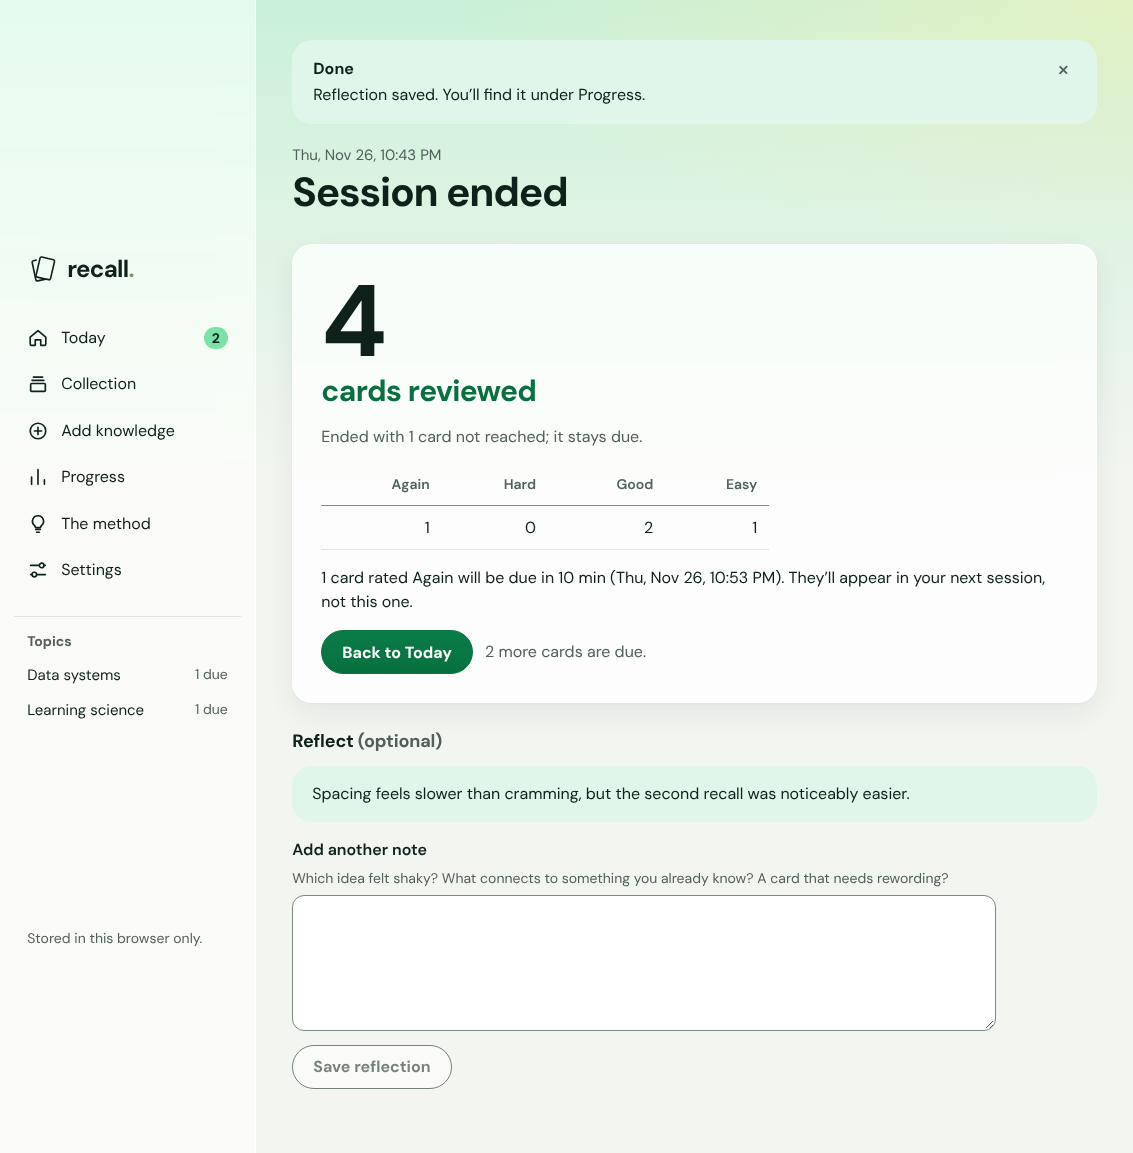 recall.
Today 2
Collection
Add knowledge
Progress
The method
Settings
Topics
Data systems 1 due
Learning science 1 due
Stored in this browser only.
Done ×
Reflection saved. You’ll find it under Progress.
Thu, Nov 26, 10:43 PM
Session ended
4
cards reviewed
Ended with 1 card not reached; it stays due.
Again Hard Good Easy
1 0 2 1
1 card rated Again will be due in 10 min (Thu, Nov 26, 10:53 PM). They’ll appear in your next session,
not this one.
Back to Today 2 more cards are due.
Reflect (optional)
Spacing feels slower than cramming, but the second recall was noticeably easier.
Add another note
Which idea felt shaky? What connects to something you already know? A card that needs rewording?
Save reflection